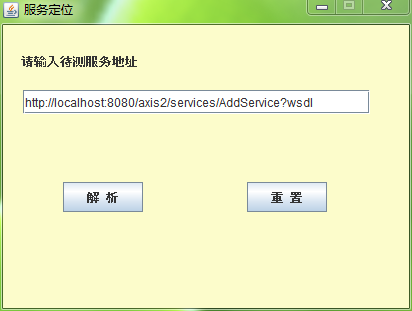 服务定位
请输入待测服务地址
http://localhost:8080/axis2/services/AddService?wsdl
解 析
重 置